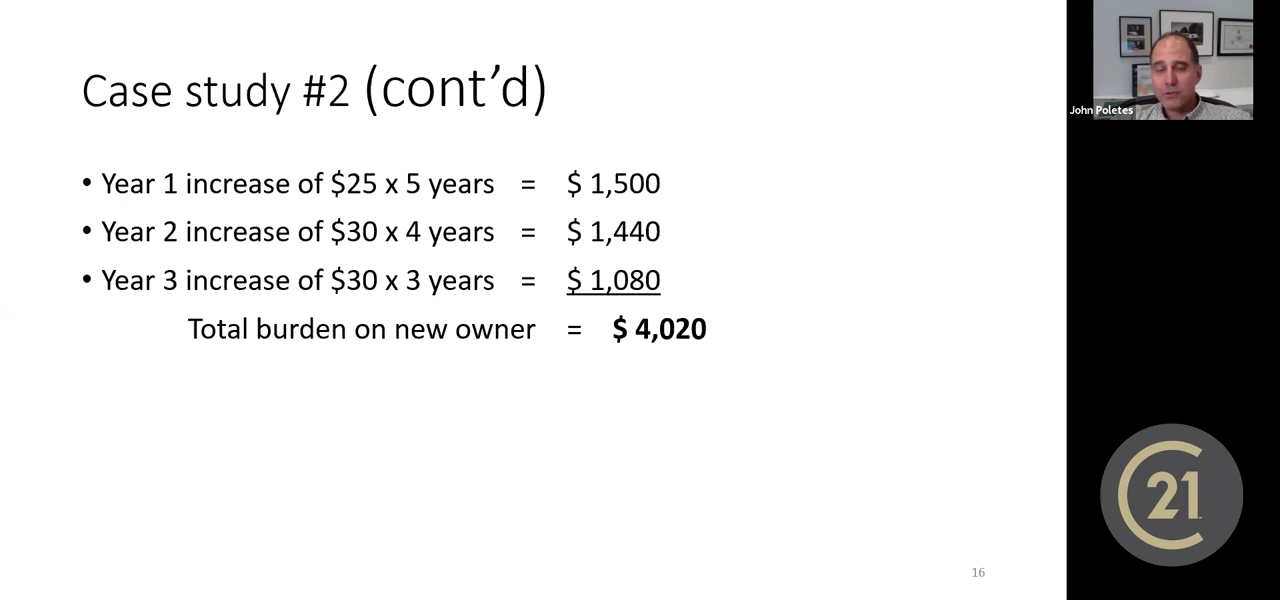 Case study #2 (cont’d)
• Year 1 increase of $25 x 5 years = $ 1,500
• Year 2 increase of $30 x 4 years = $ 1,440
• Year 3 increase of $30 x 3 years = $ 1,080
Total burden on new owner = $ 4,020
16
John Poletes
C21